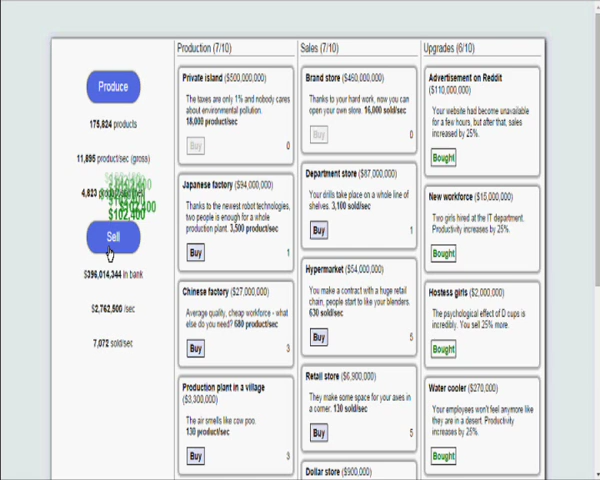 Produce
175,824 products
11,895 product/sec (gross)
4,823
$102,400
$102,400
Sell
$396,014,344 in bank
$2,762,500 /sec
7,072 sold/sec
Production (7/10)
Private island ($500,000,000)
The taxes are only 1% and nobody cares
about environmental pollution.
18,000 product/sec
Buy
0
Japanese factory ($94,000,000)
Thanks to the newest robot technologies,
two people is enough for a whole
production plant. 3,500 product/sec
Buy
1
Chinese factory ($27,000,000)
Average quality, cheap workforce - what
else do you need? 680 product/sec
Buy
3
Production plant in a village
($3,300,000)
The air smells like cow poo.
130 product/sec
Buy
3
Sales (7/10)
Brand store ($460,000,000)
Thanks to your hard work, now you can
open your own store. 16,000 sold/sec
Buy
0
Department store ($87,000,000)
Your drills take place on a whole line of
shelves. 3,100 sold/sec
Buy
1
Hypermarket ($54,000,000)
You make a contract with a huge retail
chain, people start to like your blenders.
630 sold/sec
Buy
5
Retail store ($6,900,000)
They make some space for your axes in
a corner. 130 sold/sec
Buy
5
Dollar store ($900,000)
Upgrades (6/10)
Advertisement on Reddit
($110,000,000)
Your website had become unavailable
for a few hours, but after that, sales
increased by 25%.
Bought
New workforce ($15,000,000)
Two girls hired at the IT department.
Productivity increases by 25%.
Bought
Hostess girls ($2,000,000)
The psychological effect of D cups is
incredibly. You sell 25% more.
Bought
Water cooler ($270,000)
Your employees won't feel anymore like
they are in a desert. Productivity
increases by 25%.
Bought